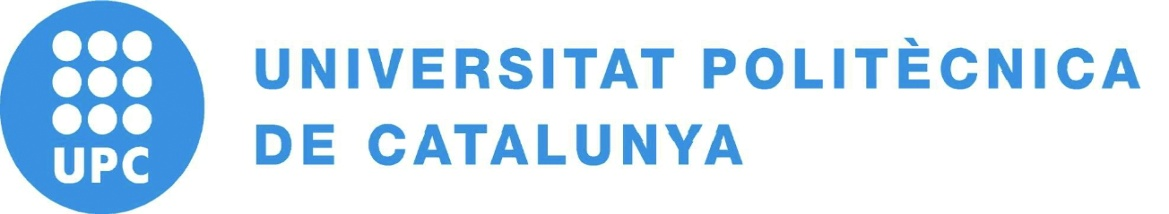 UPC
UNIVERSITAT POLITÈCNICA
DE CATALUNYA